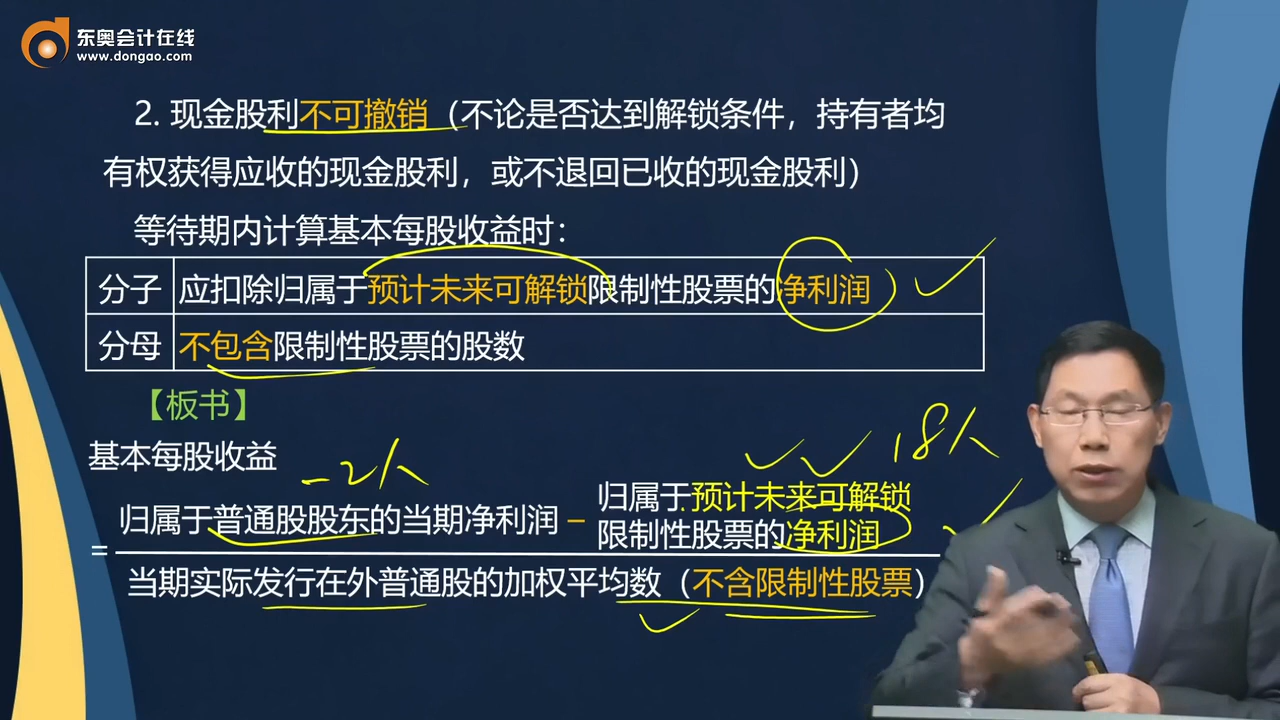 东奥会计在线
www.dongao.com
2. 现金股利不可撤销（不论是否达到解锁条件，持有者均
有权获得应收的现金股利，或不退回已收的现金股利）
等待期内计算基本每股收益时：
分子 应扣除归属于预计未来可解锁限制性股票的净利润
分母 不包含限制性股票的股数
【板书】
基本每股收益
-2人
18人
归属于预计未来可解锁
归属于普通股股东的当期净利润 - 限制性股票的净利润
=
当期实际发行在外普通股的加权平均数（不含限制性股票）